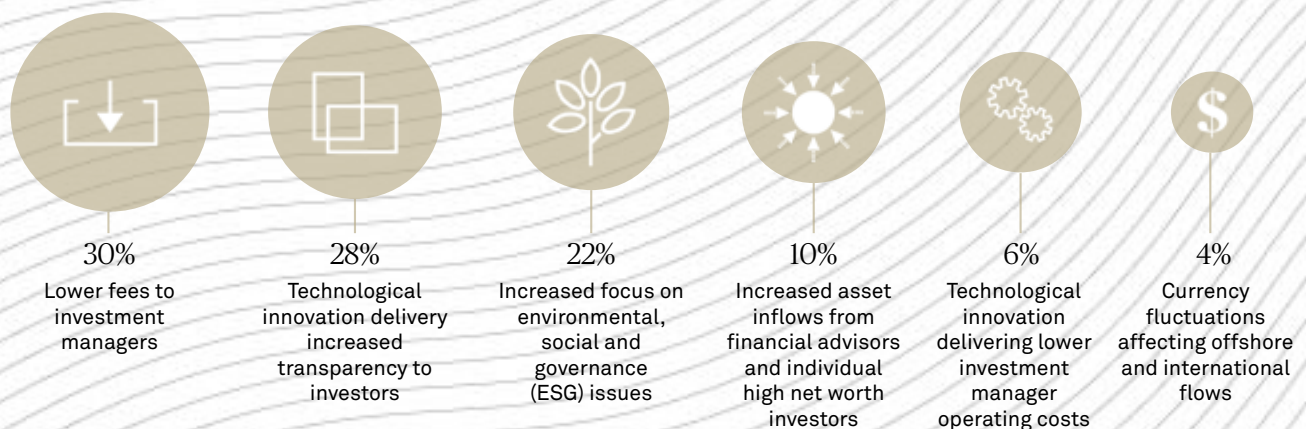 $
30%
Lower fees to
investment
managers
28%
Technological
innovation delivery
increased
transparency to
investors
22%
Increased focus on
environmental,
social and
governance
(ESG) issues
10%
Increased asset
inflows from
financial advisors
and individual
high net worth
investors
6%
Technological
innovation
delivering lower
investment
manager
operating costs
4%
Currency
fluctuations
affecting offshore
and international
flows